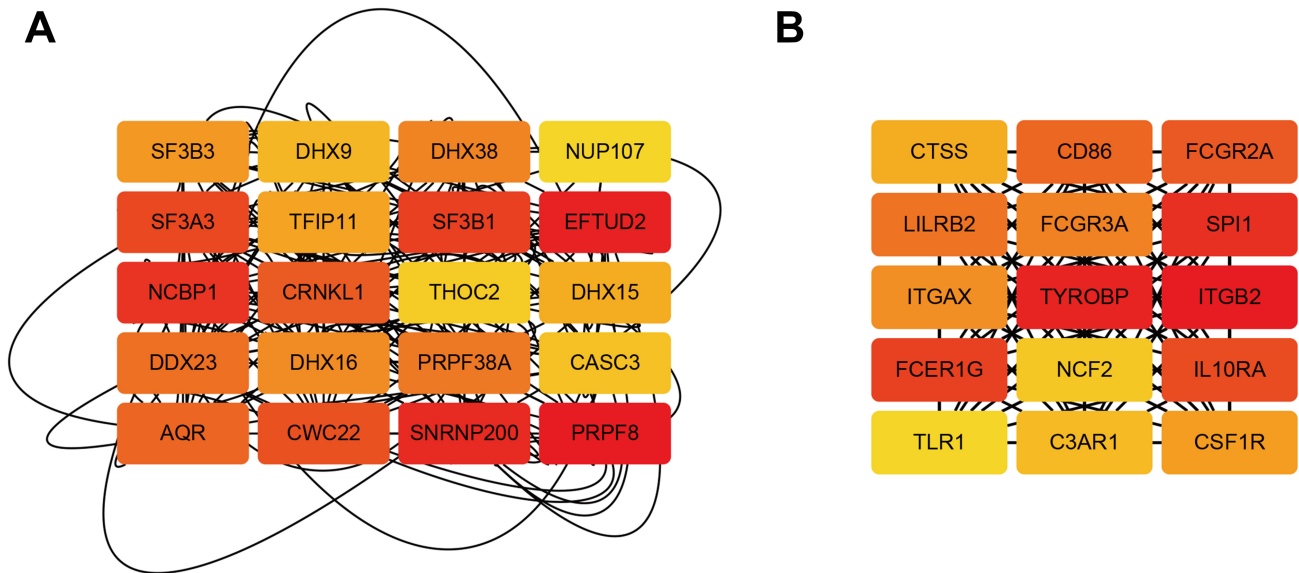 A
B
SF3B3 DHX9 DHX38 NUP107
SF3A3 TFIP11 SF3B1 EFTUD2
NCBP1 CRNKL1 THOC2 DHX15
DDX23 DHX16 PRPF38A CASC3
AQR CWC22 SNRNP200 PRPF8
CTSS CD86 FCGR2A
LILRB2 FCGR3A SPI1
ITGAX TYROBP ITGB2
FCER1G NCF2 IL10RA
TLR1 C3AR1 CSF1R